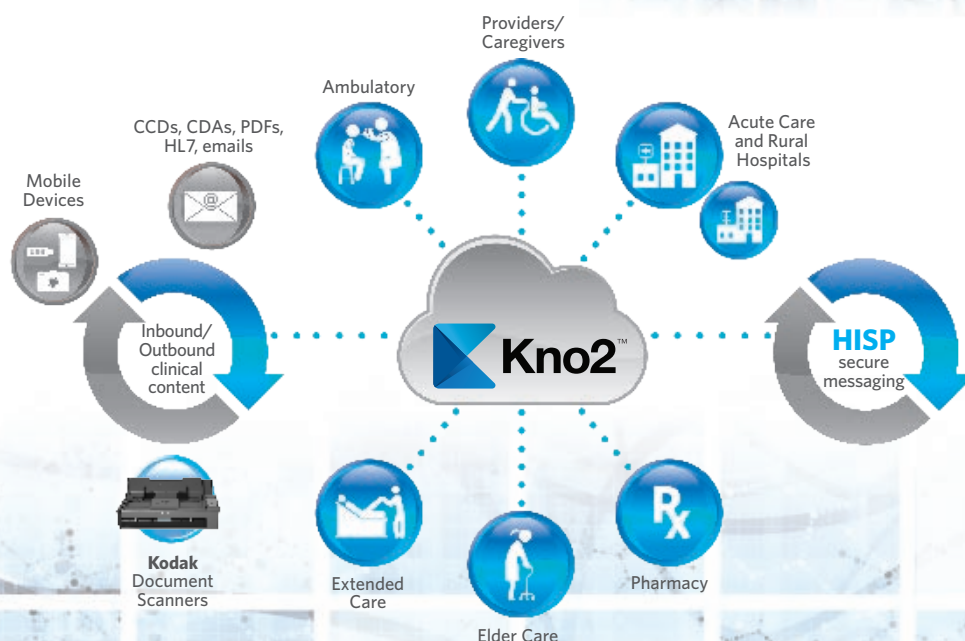 Providers/
Caregivers
Ambulatory
CCDs, CDAs, PDFs,
HL7, emails
Acute Care
and Rural
Hospitals
Mobile
Devices
@
Inbound/
Outbound
clinical
content
Kno2™
HISP
secure
messaging
Kodak
Document
Scanners
Extended
Care
Rx
Pharmacy
Elder Care